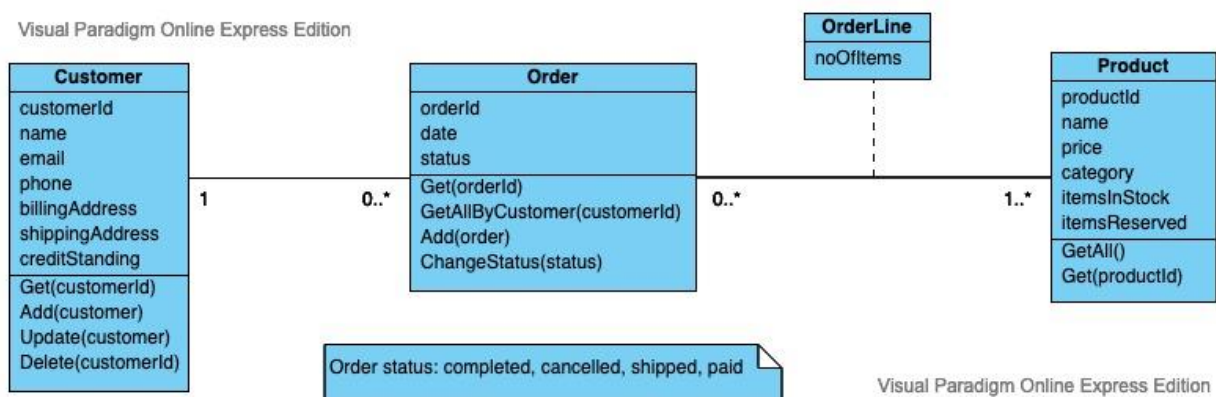 Visual Paradigm Online Express Edition
Customer
customerId
name
email
phone
billingAddress
shippingAddress
creditStanding
Get(customerId)
Add(customer)
Update(customer)
Delete(customerId)
1
0..*
Order
orderId
date
status
Get(orderId)
GetAllByCustomer(customerId)
Add(order)
ChangeStatus(status)
0..*
1..*
OrderLine
noOfItems
Product
productId
name
price
category
itemsInStock
itemsReserved
GetAll()
Get(productId)
Order status: completed, cancelled, shipped, paid
Visual Paradigm Online Express Edition